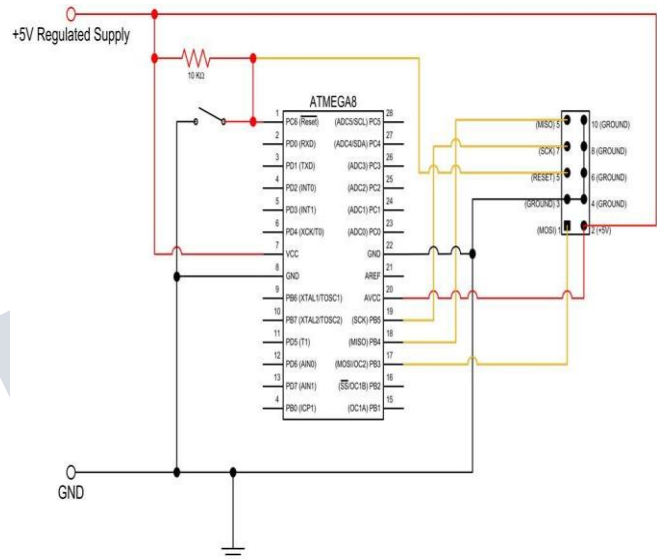 +5V Regulated Supply
10 KΩ
ATMEGA8
1 PC6 (Reset) (ADC5/SCL) PC5 28
2 PD0 (RXD) (ADC4/SDA) PC4 27
3 PD1 (TXD) (ADC3) PC3 26
4 PD2 (INT0) (ADC2) PC2 25
5 PD3 (INT1) (ADC1) PC1 24
6 PD4 (XCK/T0) (ADC0) PC0 23
7 VCC GND 22
8 GND AREF 21
9 PB6 (XTAL1/TOSC1) AVCC 20
10 PB7 (XTAL2/TOSC2) (SCK) PB5 19
11 PD5 (T1) (MISO) PB4 18
12 PD6 (AIN0) (MOSI/OC2) PB3 17
13 PD7 (AIN1) (SS/OC1B) PB2 16
4 PB0 (ICP1) (OC1A) PB1 15
(MISO) 5 10 (GROUND)
(SCK) 7 8 (GROUND)
(RESET) 5 6 (GROUND)
(GROUND) 3 4 (GROUND)
(MOSI) 1 2 (+5V)
GND